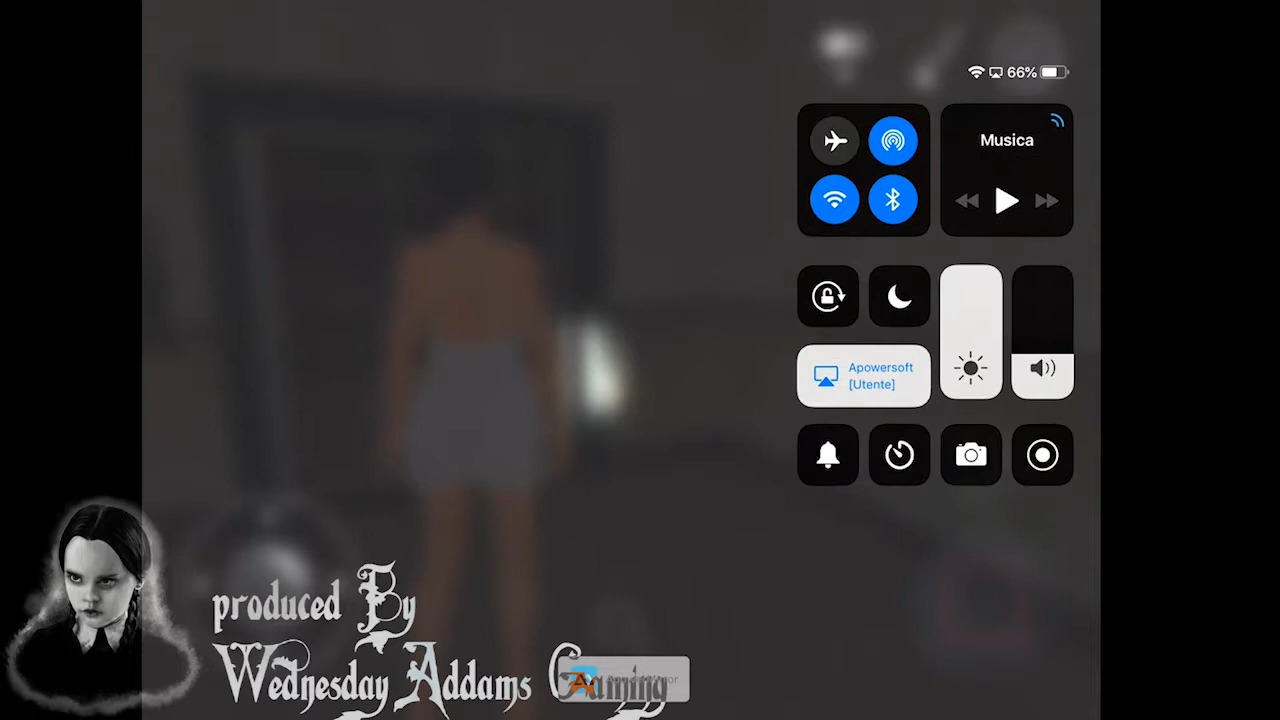 66%
Musica
Apowersoft
[Utente]
produced By
Wednesday Addams Gaming